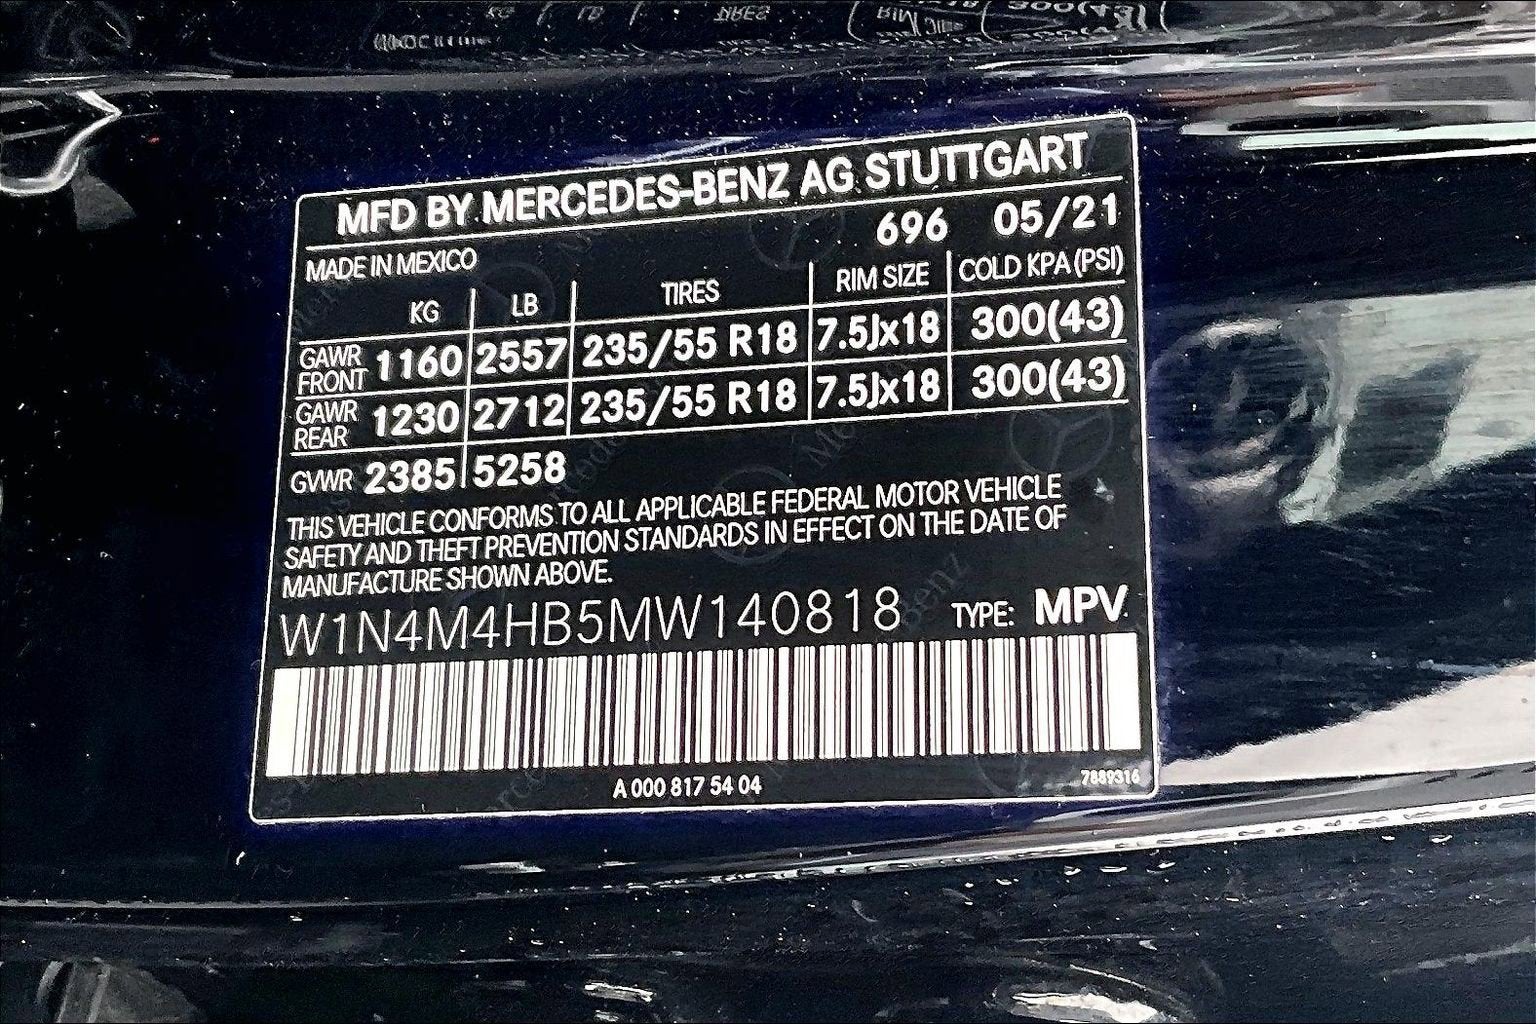 MFD BY MERCEDES-BENZ AG STUTTGART
696 05/21
MADE IN MEXICO
KG LB TIRES RIM SIZE COLD KPA (PSI)
GAWR FRONT 1160 2557 235/55 R18 7.5Jx18 300(43)
GAWR REAR 1230 2712 235/55 R18 7.5Jx18 300(43)
GVWR 2385 5258
THIS VEHICLE CONFORMS TO ALL APPLICABLE FEDERAL MOTOR VEHICLE
SAFETY AND THEFT PREVENTION STANDARDS IN EFFECT ON THE DATE OF
MANUFACTURE SHOWN ABOVE.
W1N4M4HB5MW140818 TYPE: MPV
A 000 817 54 04
7889316